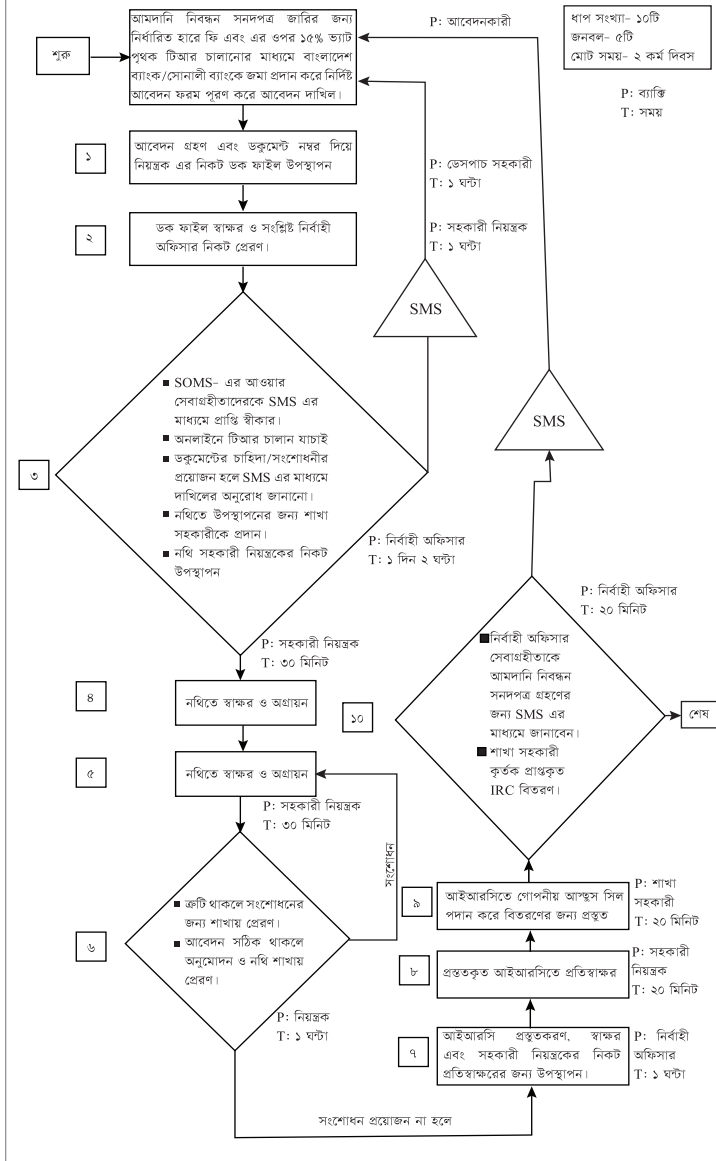 আমদানি নিবন্ধন সনদপত্র জারির জন্য
নির্ধারিত হারে ফি এবং এর ওপর ১৫% ভ্যাট
পৃথক টিআর চালানের মাধ্যমে বাংলাদেশ
ব্যাংক/সোনালী ব্যাংকে জমা প্রদান করে নির্দিষ্ট
আবেদন ফরম পূরণ করে আবেদন দাখিল।
শুরু
P: আবেদনকারী
ধাপ সংখ্যা- ১০টি
জনবল- ৫টি
মোট সময়- ২ কর্ম দিবস
P: ব্যাক্তি
T: সময়
১
আবেদন গ্রহণ এবং ডকুমেন্ট নম্বর দিয়ে
নিয়ন্ত্রক এর নিকট ডক ফাইল উপস্থাপন
P: ডেসপাচ সহকারী
T: ১ ঘন্টা
২
ডক ফাইল স্বাক্ষর ও সংশ্লিষ্ট নির্বাহী
অফিসার নিকট প্রেরণ।
P: সহকারী নিয়ন্ত্রক
T: ১ ঘন্টা
SMS
SMS
৩
■ SOMS- এর আওয়ার
সেবাগ্রহীতাদেরকে SMS এর
মাধ্যমে প্রাপ্তি স্বীকার।
■ অনলাইনে টিআর চালান যাচাই
■ ডকুমেন্টের চাহিদা/সংশোধনীর
প্রয়োজন হলে SMS এর মাধ্যমে
দাখিলের অনুরোধ জানানো।
■ নথিতে উপস্থাপনের জন্য শাখা
সহকারীকে প্রদান।
■ নথি সহকারী নিয়ন্ত্রকের নিকট
উপস্থাপন
P: নির্বাহী অফিসার
T: ১ দিন ২ ঘন্টা
P: সহকারী নিয়ন্ত্রক
T: ৩০ মিনিট
৪
নথিতে স্বাক্ষর ও অগ্রায়ন
৫
নথিতে স্বাক্ষর ও অগ্রায়ন
P: সহকারী নিয়ন্ত্রক
T: ৩০ মিনিট
সংশোধন
৬
■ ত্রুটি থাকলে সংশোধনের
জন্য শাখায় প্রেরণ।
■ আবেদন সঠিক থাকলে
অনুমোদন ও নথি শাখায়
প্রেরণ।
P: নিয়ন্ত্রক
T: ১ ঘন্টা
সংশোধন প্রয়োজন না হলে
১০
P: নির্বাহী অফিসার
T: ২০ মিনিট
■ নির্বাহী অফিসার
সেবাগ্রহীতাকে
আমদানি নিবন্ধন
সনদপত্র গ্রহণের
জন্য SMS এর
মাধ্যমে জানাবেন।
■ শাখা সহকারী
কৃর্তক প্রাপ্তকৃত
IRC বিতরণ।
শেষ
৯
আইআরসিতে গোপনীয় আস্হুস সিল
পদান করে বিতরণের জন্য প্রস্তুত
P: শাখা
সহকারী
T: ২০ মিনিট
৮
প্রস্ততকৃত আইআরসিতে প্রতিস্বাক্ষর
P: সহকারী
নিয়ন্ত্রক
T: ২০ মিনিট
৭
আইআরসি প্রস্তুতকরণ, স্বাক্ষর
এবং সহকারী নিয়ন্ত্রকের নিকট
প্রতিস্বাক্ষরের জন্য উপস্থাপন।
P: নির্বাহী
অফিসার
T: ১ ঘন্টা